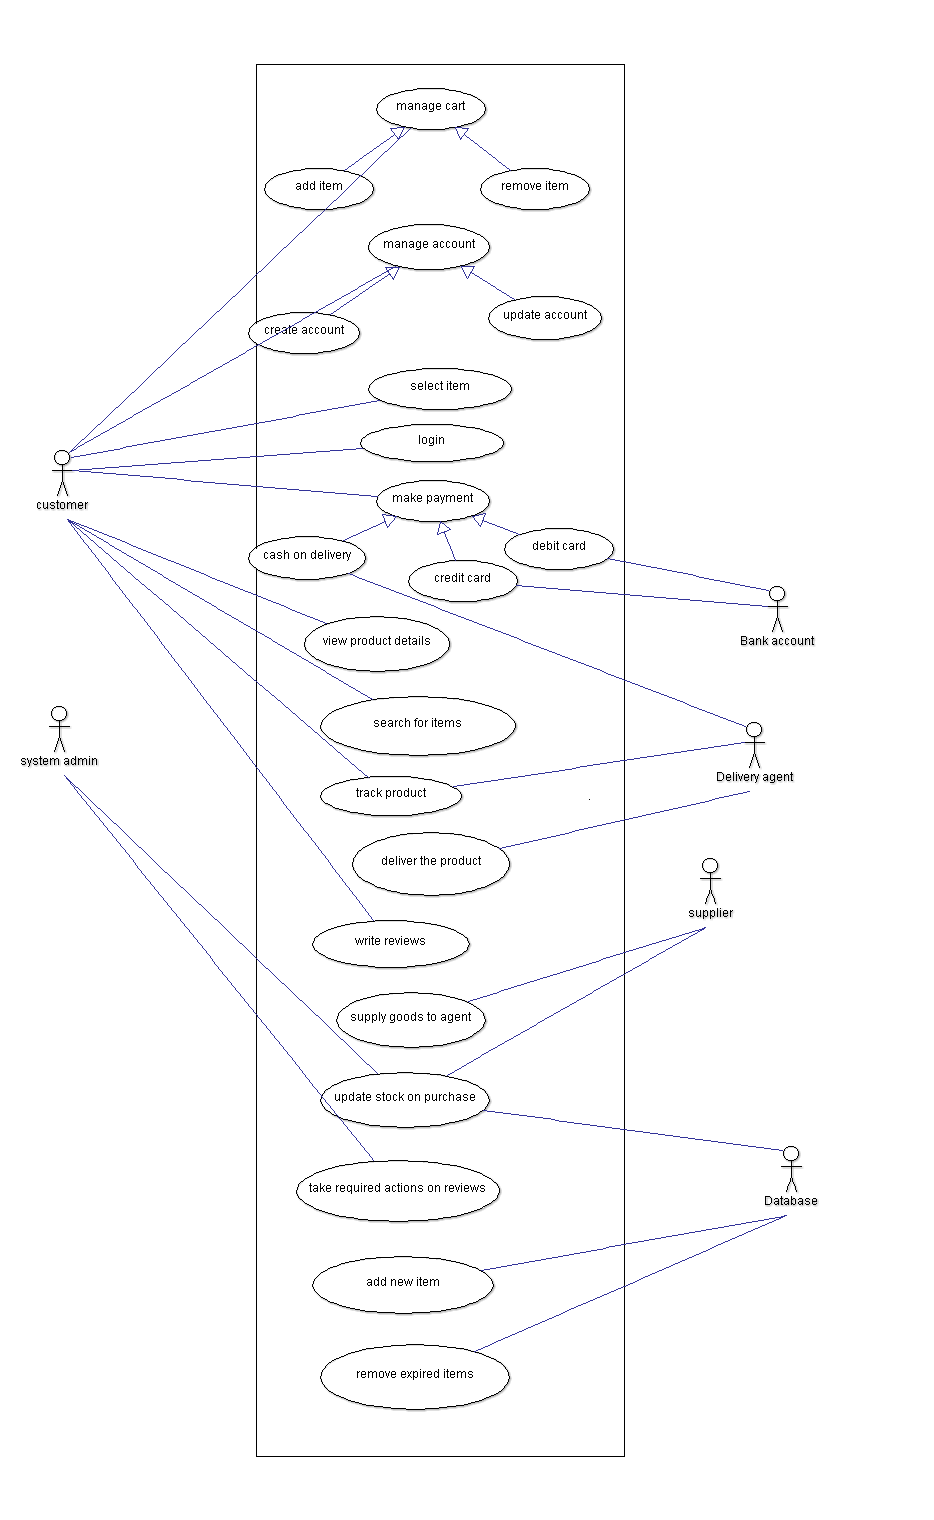 manage cart
add item
remove item
manage account
create account
update account
select item
login
customer
make payment
cash on delivery
debit card
credit card
Bank account
view product details
search for items
system admin
Delivery agent
track product
deliver the product
supplier
write reviews
supply goods to agent
update stock on purchase
take required actions on reviews
Database
add new item
remove expired items